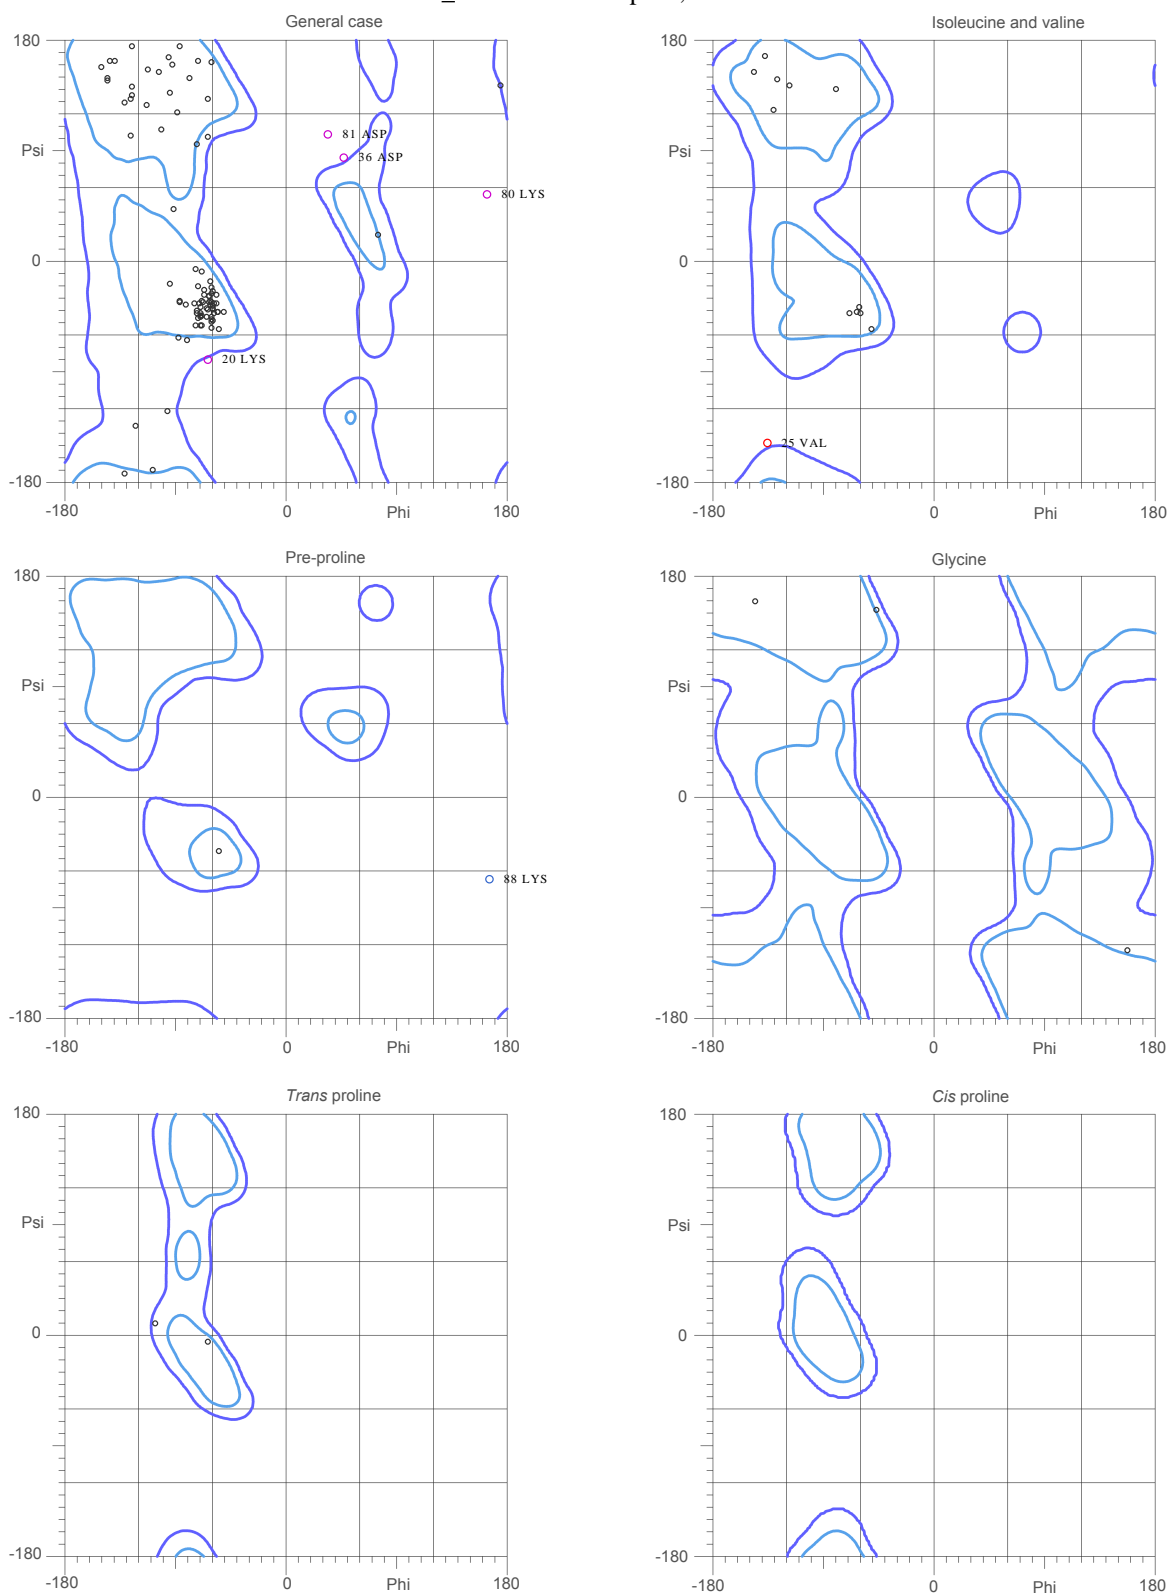 General case
180
Psi
0
-180
-180
0
Phi
180
81 ASP
36 ASP
80 LYS
20 LYS
Isoleucine and valine
180
Psi
0
-180
-180
0
Phi
180
25 VAL
Pre-proline
180
Psi
0
-180
-180
0
Phi
180
88 LYS
Glycine
180
Psi
0
-180
-180
0
Phi
180
Trans proline
180
Psi
0
-180
-180
0
Phi
180
Cis proline
180
Psi
0
-180
-180
0
Phi
180